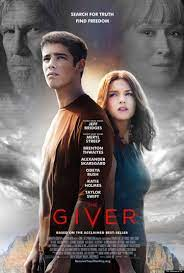 SEARCH FOR TRUTH
FIND FREEDOM
JEFF
BRIDGES
MERYL
STREEP
BRENTON
THWAITES
ALEXANDER
SKARSGARD
ODEYA
RUSH
KATIE
HOLMES
TAYLOR
SWIFT
THE
GIVER
BASED ON THE ACCLAIMED BEST-SELLER